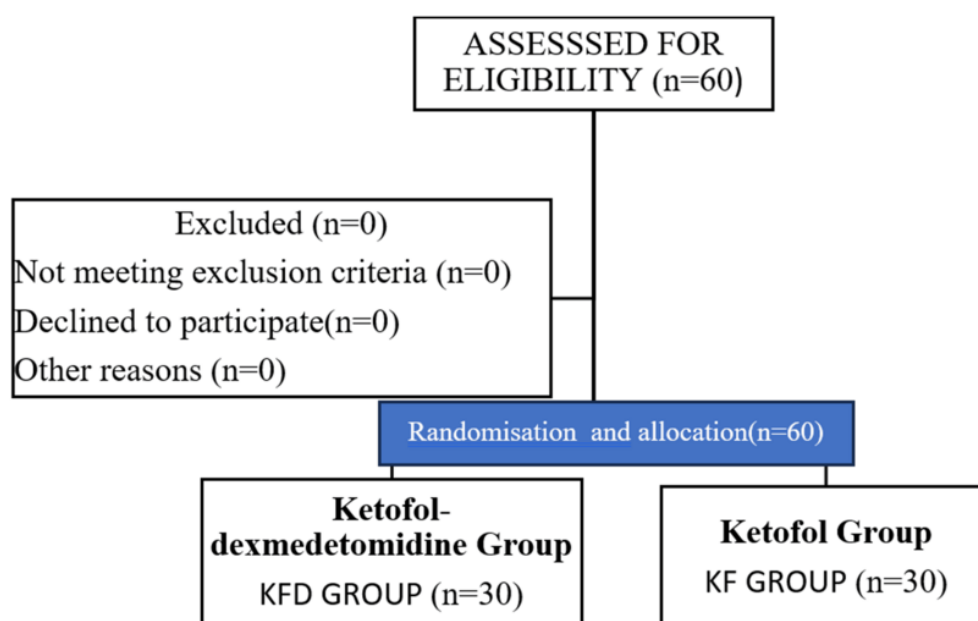 ASSESSSED FOR
ELIGIBILITY (n=60)
Excluded (n=0)
Not meeting exclusion criteria (n=0)
Declined to participate(n=0)
Other reasons (n=0)
Randomisation and allocation(n=60)
Ketofol-
dexmedetomidine Group
KFD GROUP (n=30)
Ketofol Group
KF GROUP (n=30)